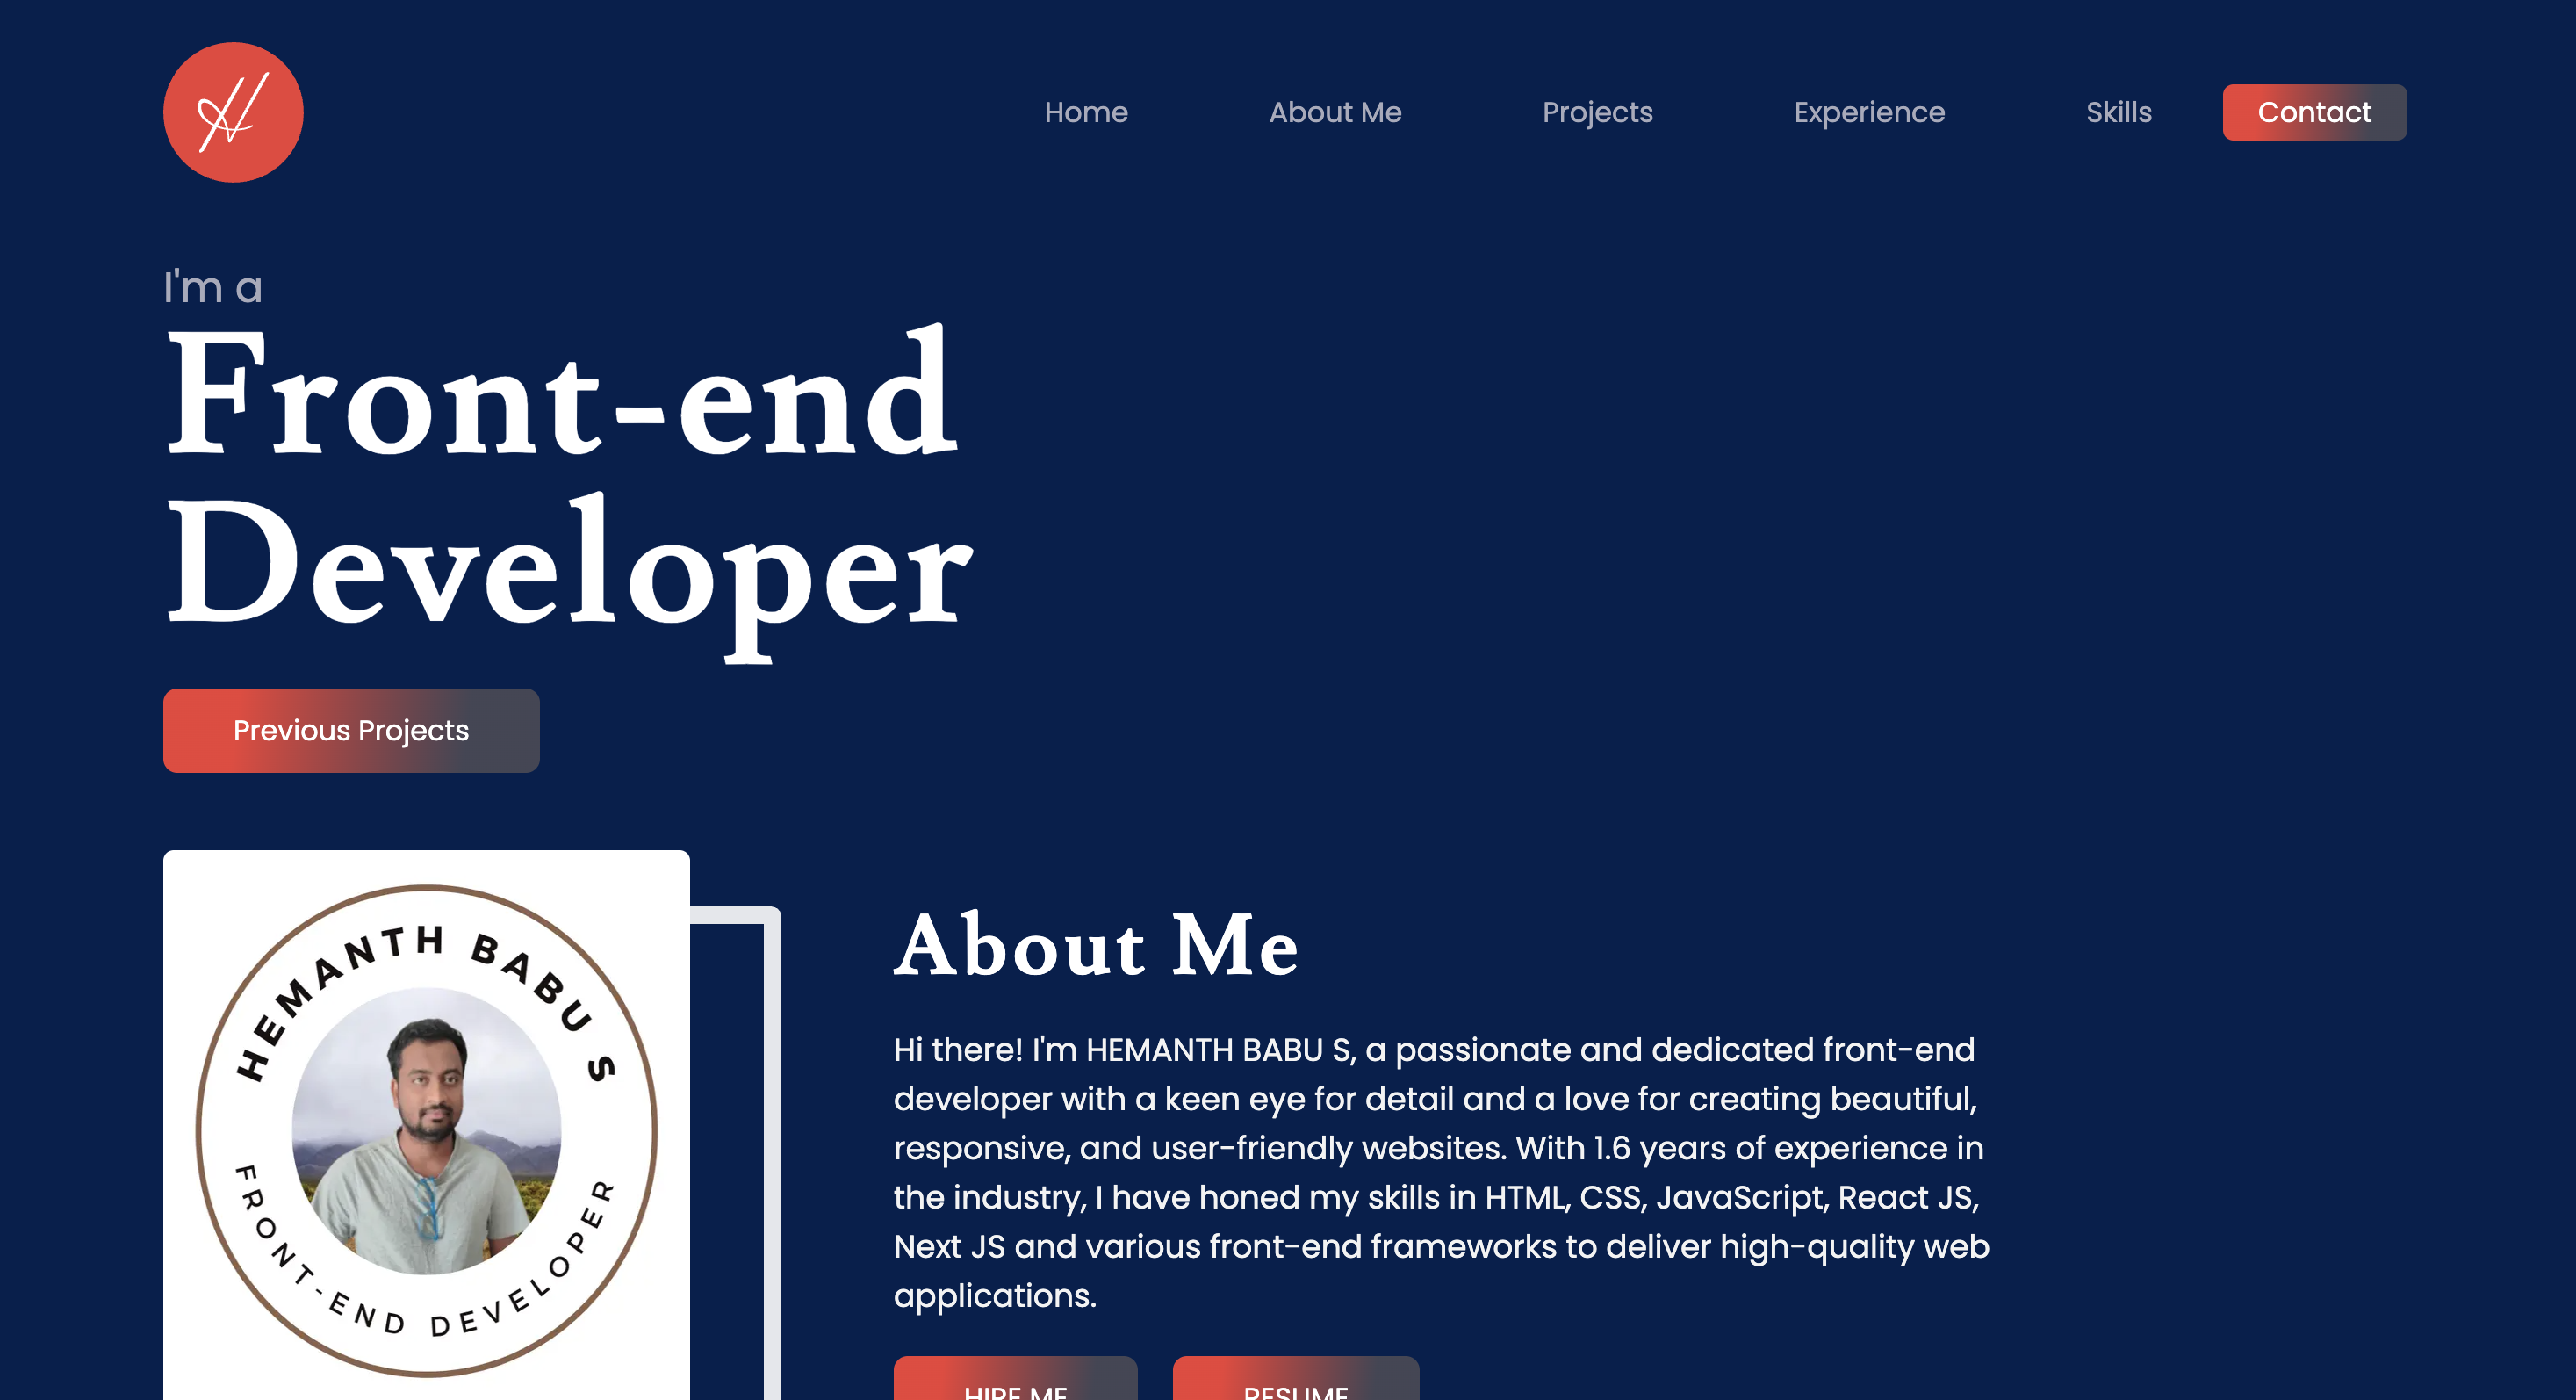 H
Home
About Me
Projects
Experience
Skills
Contact
I'm a
Front-end
Developer
Previous Projects
HEMANTH BABU S
FRONT-END DEVELOPER
About Me
Hi there! I'm HEMANTH BABU S, a passionate and dedicated front-end
developer with a keen eye for detail and a love for creating beautiful,
responsive, and user-friendly websites. With 1.6 years of experience in
the industry, I have honed my skills in HTML, CSS, JavaScript, React JS,
Next JS and various front-end frameworks to deliver high-quality web
applications.
HIRE ME
RESUME